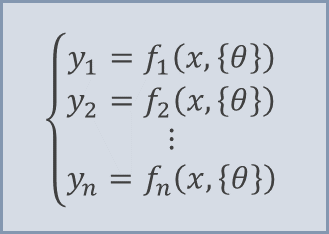 y₁ = f₁(x, {θ})
y₂ = f₂(x, {θ})
⋮
yₙ = fₙ(x, {θ})